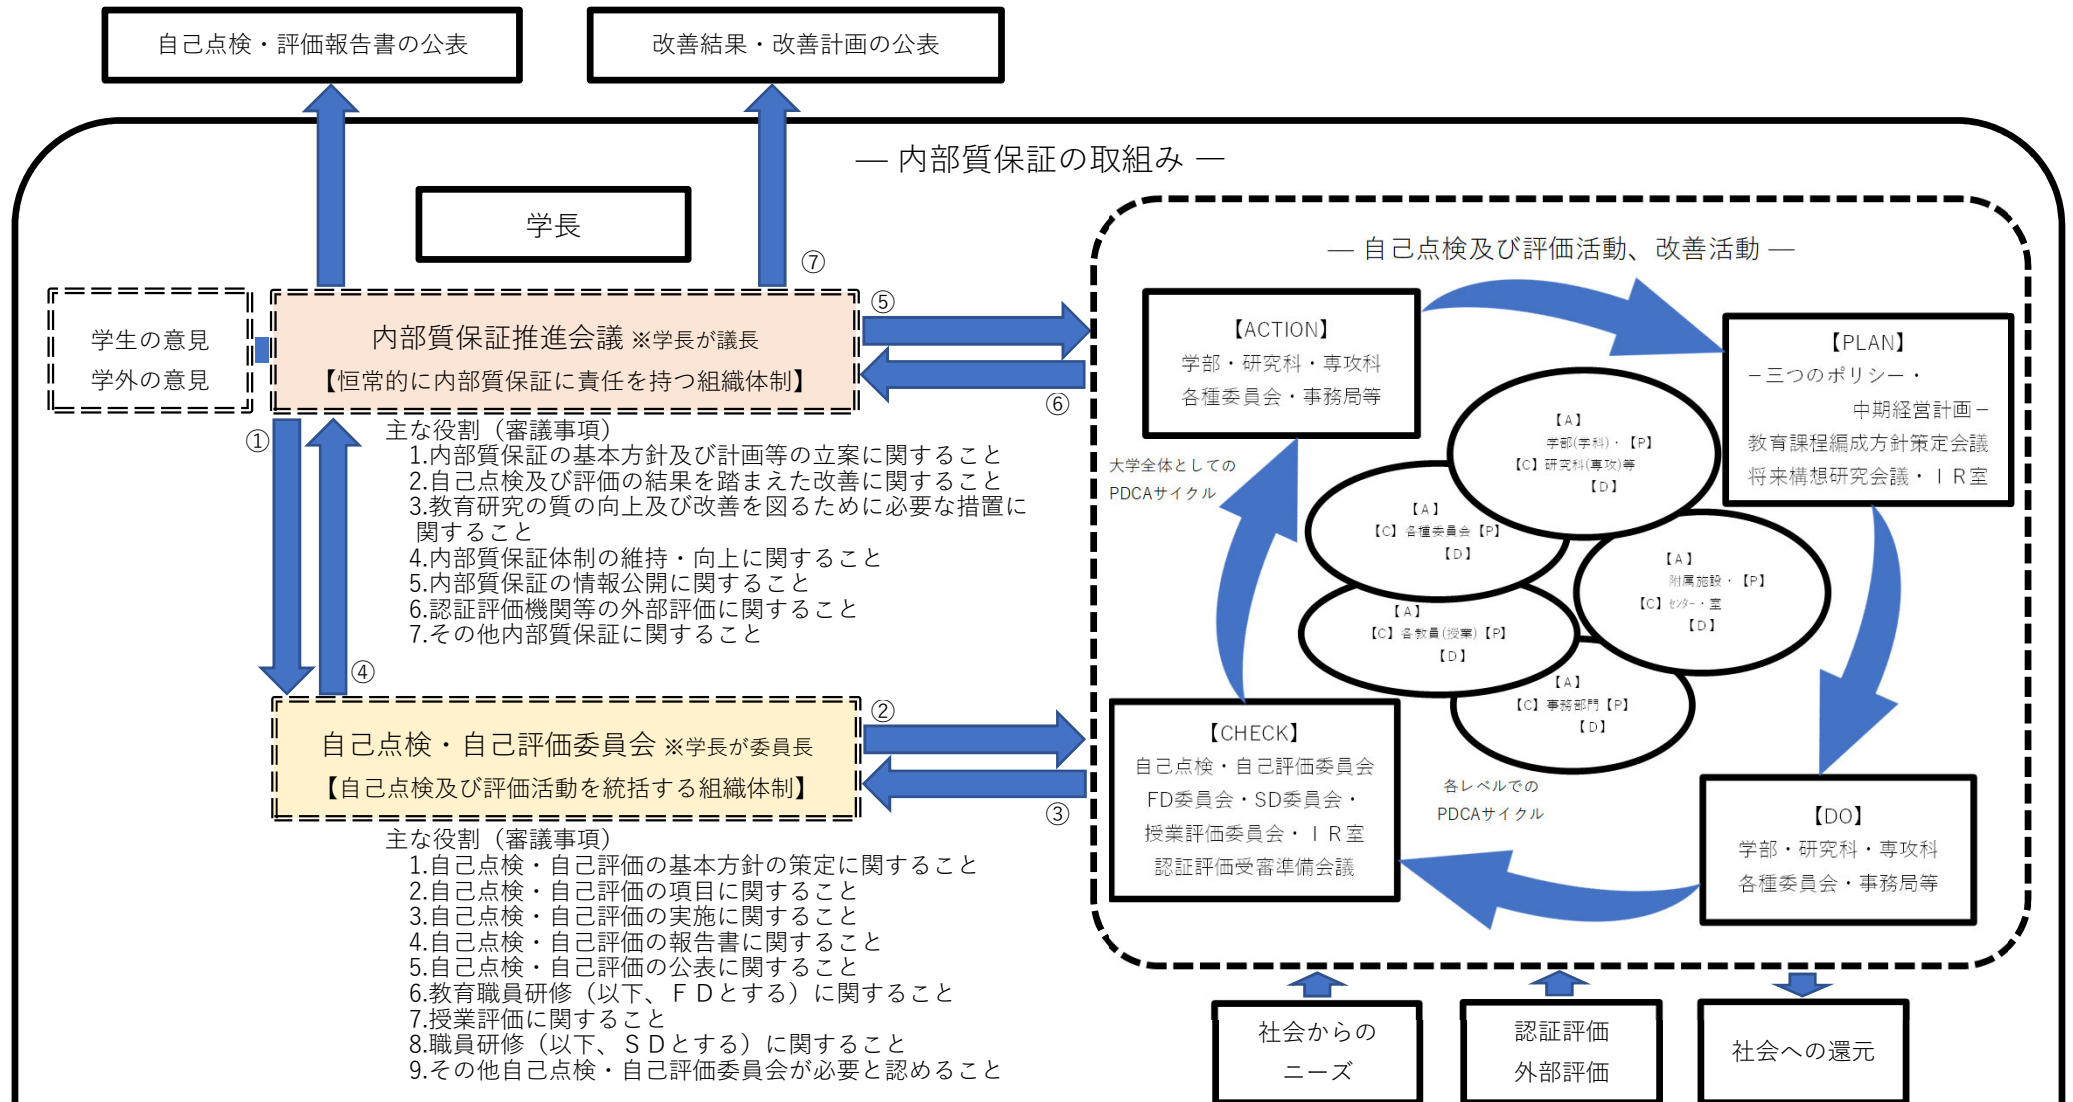 自己点検・評価報告書の公表
改善結果・改善計画の公表
― 内部質保証の取組み ―
学長
⑦
学生の意見
学外の意見
内部質保証推進会議 ※学長が議長
【恒常的に内部質保証に責任を持つ組織体制】
⑤
⑥
①
④
主な役割（審議事項）
1.内部質保証の基本方針及び計画等の立案に関すること
2.自己点検及び評価の結果を踏まえた改善に関すること
3.教育研究の質の向上及び改善を図るために必要な措置に
関すること
4.内部質保証体制の維持・向上に関すること
5.内部質保証の情報公開に関すること
6.認証評価機関等の外部評価に関すること
7.その他内部質保証に関すること
自己点検・自己評価委員会 ※学長が委員長
【自己点検及び評価活動を統括する組織体制】
②
③
主な役割（審議事項）
1.自己点検・自己評価の基本方針の策定に関すること
2.自己点検・自己評価の項目に関すること
3.自己点検・自己評価の実施に関すること
4.自己点検・自己評価の報告書に関すること
5.自己点検・自己評価の公表に関すること
6.教育職員研修（以下、ＦＤとする）に関すること
7.授業評価に関すること
8.職員研修（以下、ＳＤとする）に関すること
9.その他自己点検・自己評価委員会が必要と認めること
― 自己点検及び評価活動、改善活動 ―
【ACTION】
学部・研究科・専攻科
各種委員会・事務局等
【PLAN】
－三つのポリシー・
中期経営計画－
教育課程編成方針策定会議
将来構想研究会議・ＩＲ室
大学全体としての
PDCAサイクル
【A】
学部(学科)・【P】
【C】研究科(専攻)等
【D】
【A】
【C】各種委員会【P】
【D】
【A】
附属施設・【P】
【C】センター・室
【D】
【A】
【C】各教員(授業)【P】
【D】
【A】
【C】事務部門【P】
【D】
【CHECK】
自己点検・自己評価委員会
FD委員会・SD委員会・
授業評価委員会・ＩＲ室
認証評価受審準備会議
各レベルでの
PDCAサイクル
【DO】
学部・研究科・専攻科
各種委員会・事務局等
社会からの
ニーズ
認証評価
外部評価
社会への還元